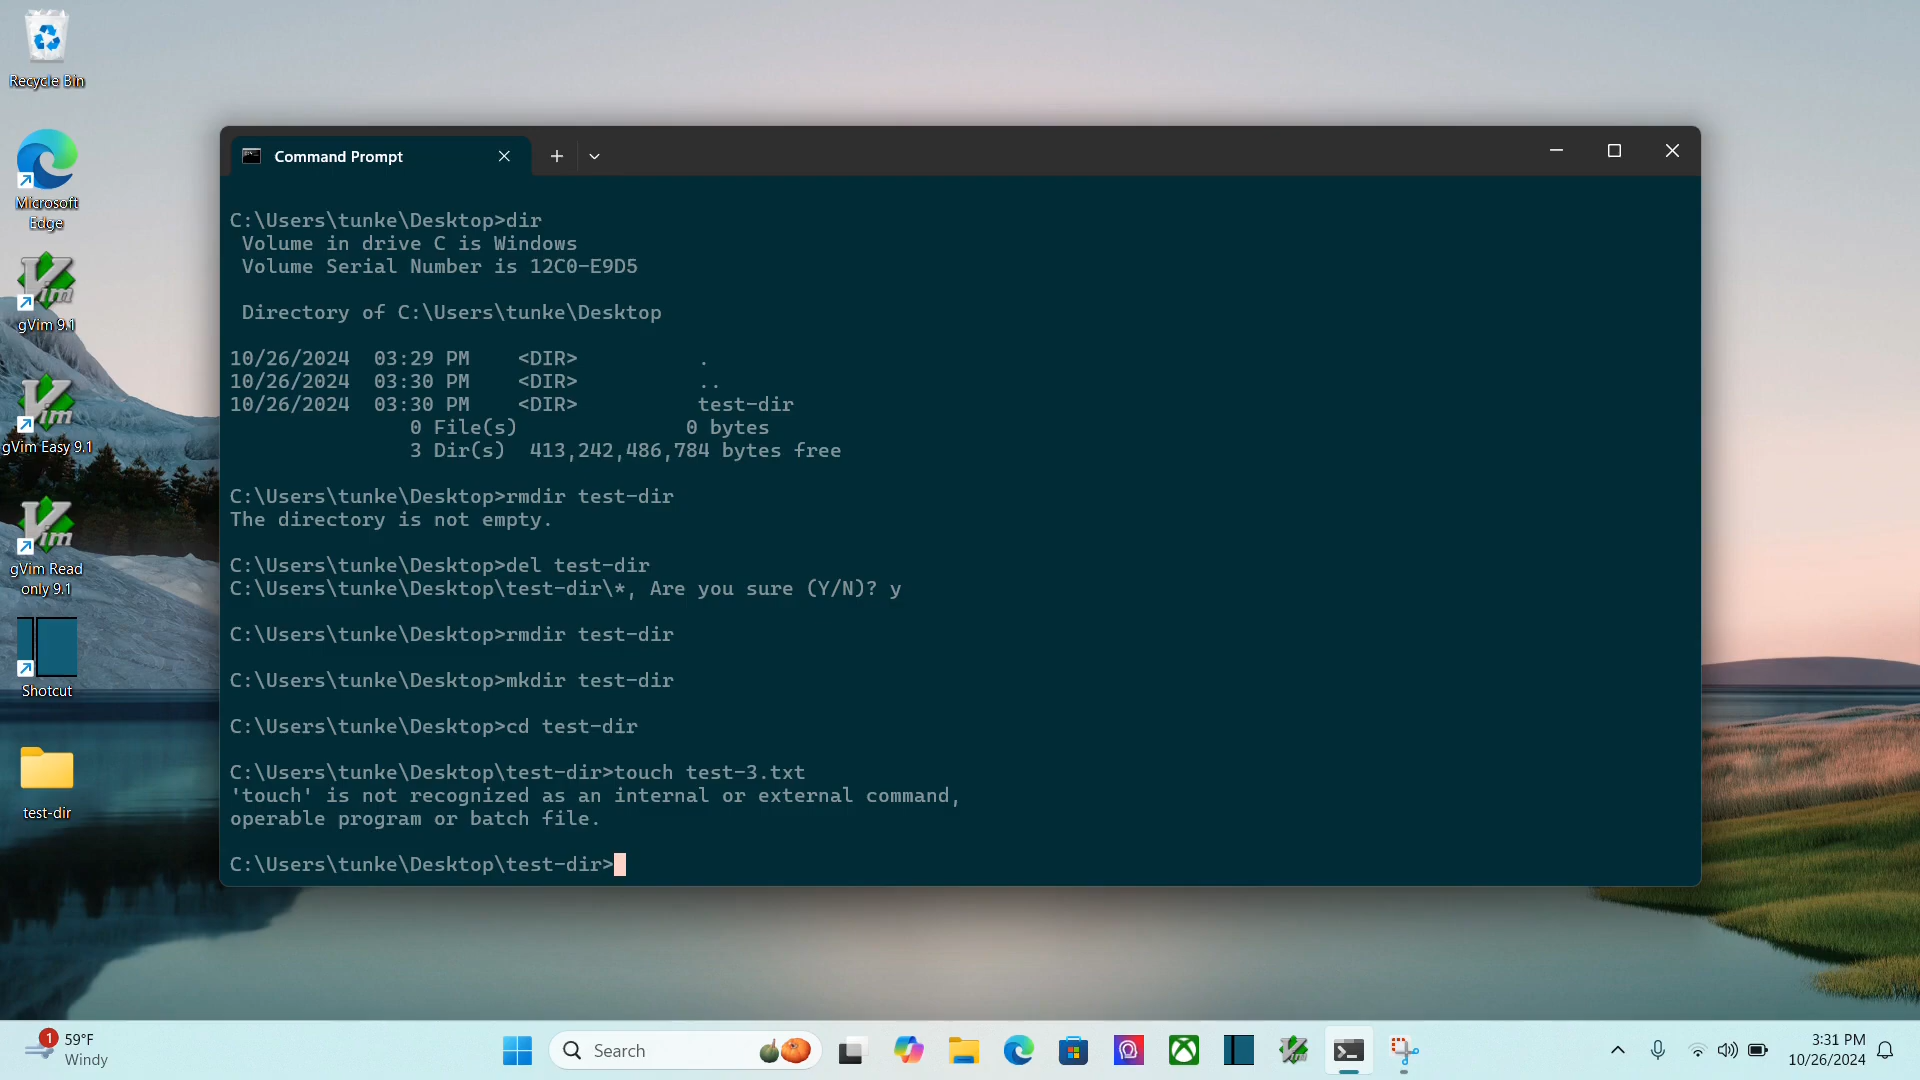 Recycle Bin
Microsoft
Edge
gVim 9.1
gVim Easy 9.1
gVim Read
only 9.1
Shotcut
test-dir
Command Prompt
C:\Users\tunke\Desktop>dir
Volume in drive C is Windows
Volume Serial Number is 12C0-E9D5
Directory of C:\Users\tunke\Desktop
10/26/2024  03:29 PM    <DIR>          .
10/26/2024  03:30 PM    <DIR>          ..
10/26/2024  03:30 PM    <DIR>          test-dir
0 File(s)              0 bytes
3 Dir(s)  413,242,486,784 bytes free
C:\Users\tunke\Desktop>rmdir test-dir
The directory is not empty.
C:\Users\tunke\Desktop>del test-dir
C:\Users\tunke\Desktop\test-dir\*, Are you sure (Y/N)? y
C:\Users\tunke\Desktop>rmdir test-dir
C:\Users\tunke\Desktop>mkdir test-dir
C:\Users\tunke\Desktop>cd test-dir
C:\Users\tunke\Desktop\test-dir>touch test-3.txt
'touch' is not recognized as an internal or external command,
operable program or batch file.
C:\Users\tunke\Desktop\test-dir>
1
59°F
Windy
Search
3:31 PM
10/26/2024